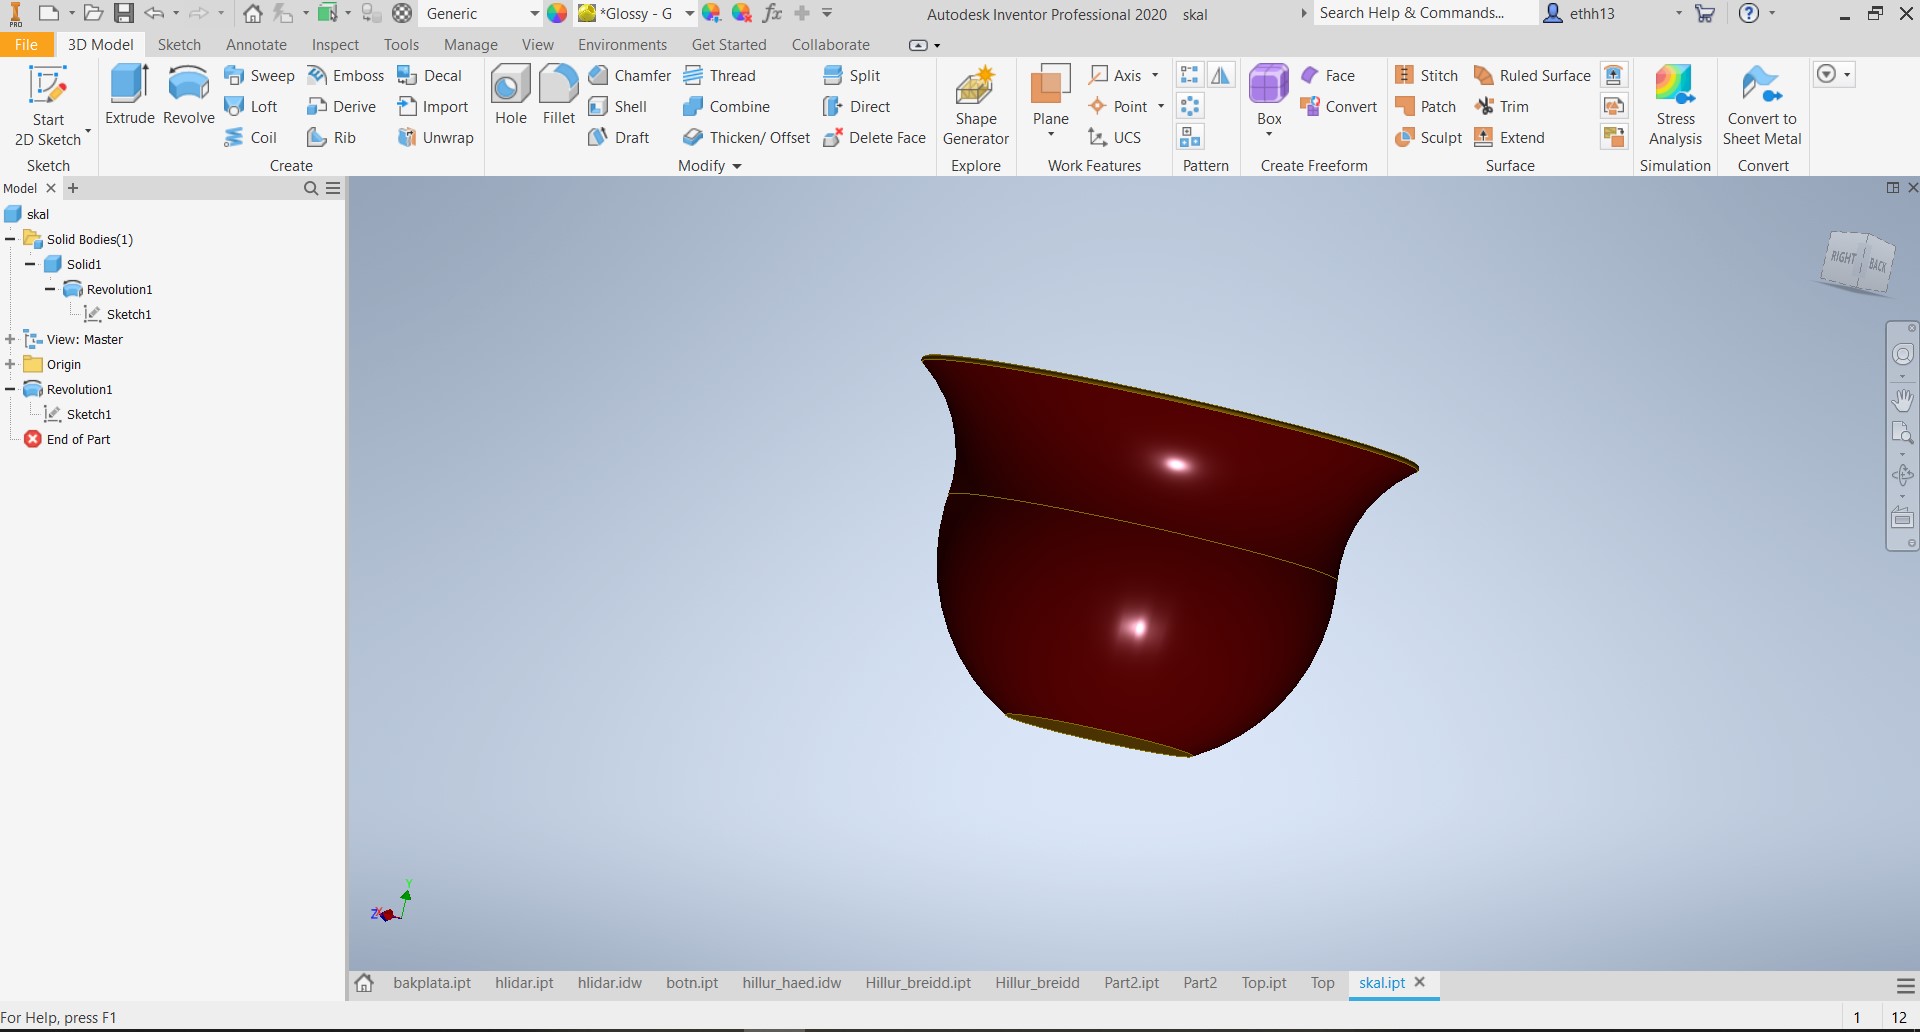 PRO
Generic
*Glossy - G
fx
Autodesk Inventor Professional 2020 skal
Search Help & Commands...
ethh13
File
3D Model
Sketch
Annotate
Inspect
Tools
Manage
View
Environments
Get Started
Collaborate
Start
2D Sketch
Sketch
Extrude
Revolve
Sweep
Emboss
Decal
Loft
Derive
Import
Coil
Rib
Unwrap
Create
Hole
Fillet
Chamfer
Thread
Split
Shell
Combine
Direct
Draft
Thicken/ Offset
Delete Face
Modify
Shape
Generator
Explore
Plane
Axis
Point
UCS
Work Features
Pattern
Box
Face
Convert
Create Freeform
Stitch
Ruled Surface
Patch
Trim
Sculpt
Extend
Surface
Stress
Analysis
Simulation
Convert to
Sheet Metal
Convert
Model
skal
Solid Bodies(1)
Solid1
Revolution1
Sketch1
View: Master
Origin
Revolution1
Sketch1
End of Part
RIGHT
BACK
Y
Z
X
bakplata.ipt
hlidar.ipt
hlidar.idw
botn.ipt
hillur_haed.idw
Hillur_breidd.ipt
Hillur_breidd
Part2.ipt
Part2
Top.ipt
Top
skal.ipt
For Help, press F1
1
12